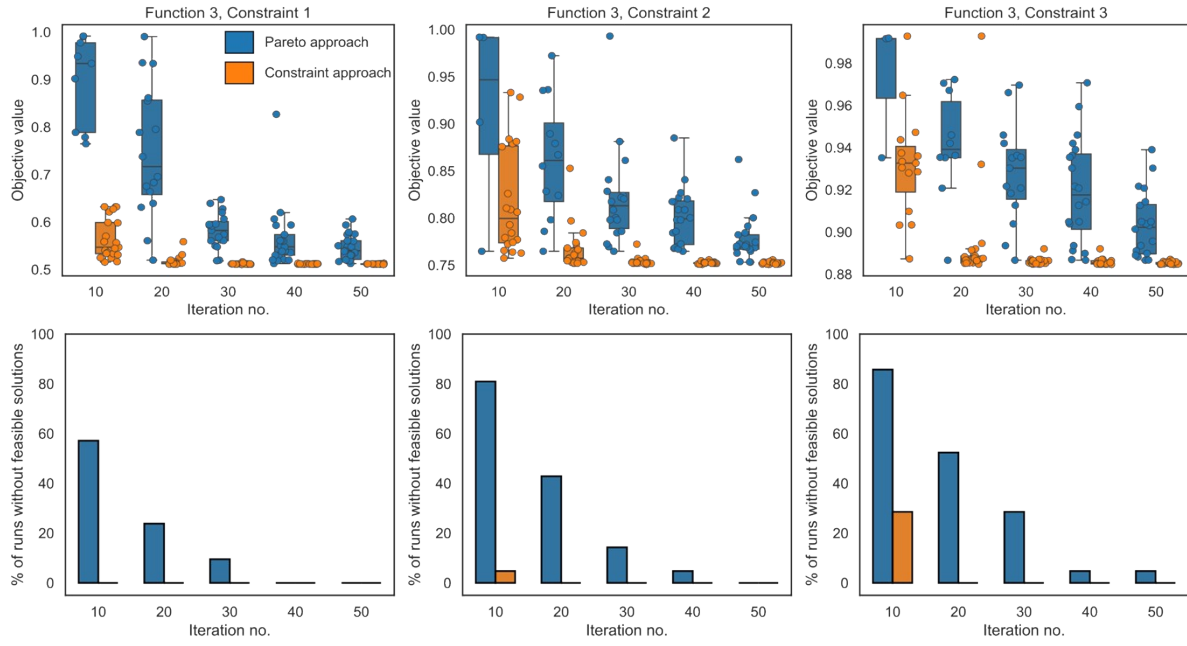 Function 3, Constraint 1
Objective value
1.0
0.9
0.8
0.7
0.6
0.5
Pareto approach
Constraint approach
10 20 30 40 50
Iteration no.
Function 3, Constraint 2
Objective value
1.00
0.95
0.90
0.85
0.80
0.75
10 20 30 40 50
Iteration no.
Function 3, Constraint 3
Objective value
0.98
0.96
0.94
0.92
0.90
0.88
10 20 30 40 50
Iteration no.
% of runs without feasible solutions
100
80
60
40
20
0
10 20 30 40 50
Iteration no.
% of runs without feasible solutions
100
80
60
40
20
0
10 20 30 40 50
Iteration no.
% of runs without feasible solutions
100
80
60
40
20
0
10 20 30 40 50
Iteration no.